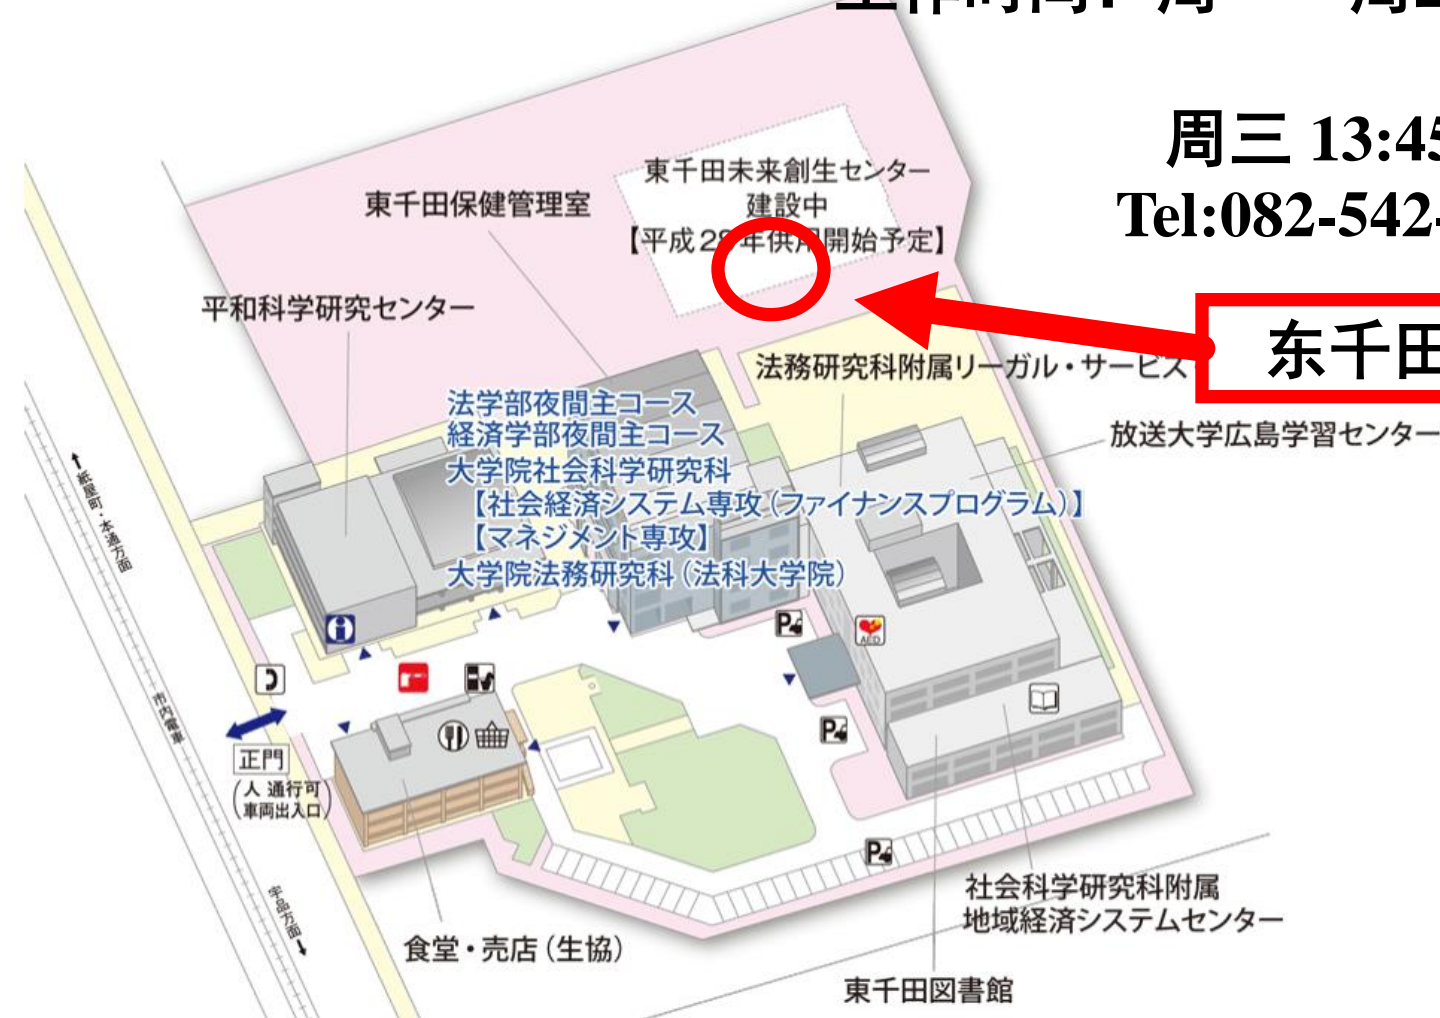 周三 13:45
Tel:082-542-
東千田未来創生センター
建設中
【平成28年供用開始予定】
東千田保健管理室
平和科学研究センター
东千田
法務研究科附属リーガル・サービス
放送大学広島学習センター
法学部夜間主コース
経済学部夜間主コース
大学院社会科学研究科
【社会経済システム専攻(ファイナンスプログラム)】
【マネジメント専攻】
大学院法務研究科(法科大学院)
↑紙屋町・本通方面
市内電車
宇品方面→
正門
(人 通行可
車両出入口)
P
AED
P
P
食堂・売店(生協)
社会科学研究科附属
地域経済システムセンター
東千田図書館